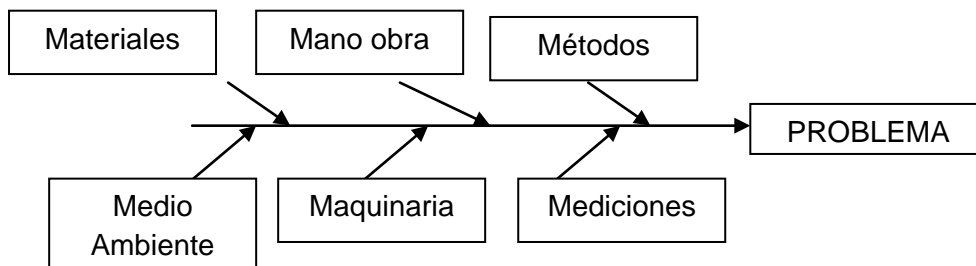 Materiales
Mano obra
Métodos
PROBLEMA
Medio
Ambiente
Maquinaria
Mediciones